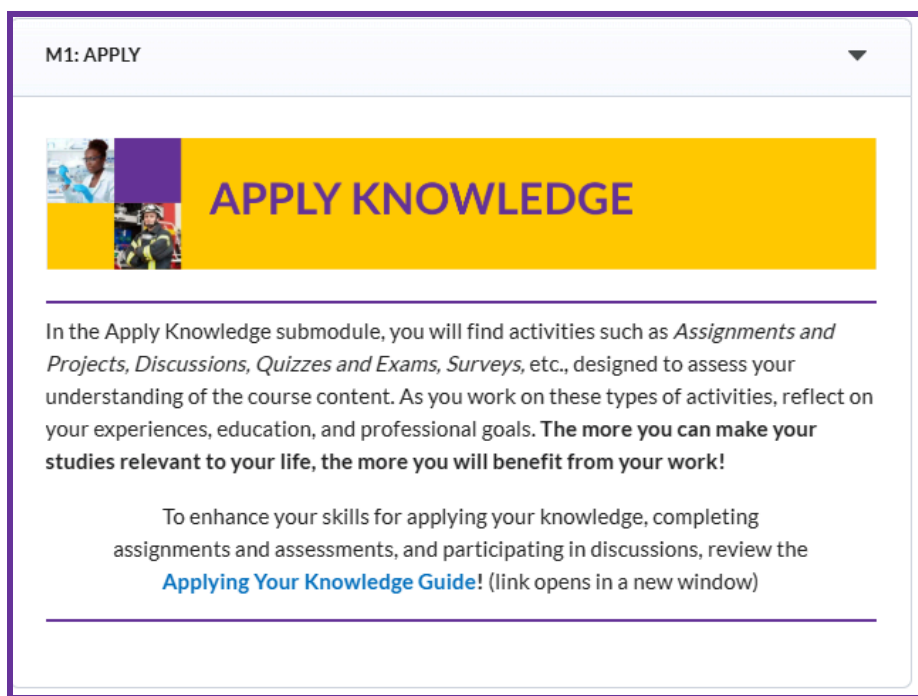 M1: APPLY
APPLY KNOWLEDGE
In the Apply Knowledge submodule, you will find activities such as Assignments and
Projects, Discussions, Quizzes and Exams, Surveys, etc., designed to assess your
understanding of the course content. As you work on these types of activities, reflect on
your experiences, education, and professional goals. The more you can make your
studies relevant to your life, the more you will benefit from your work!
To enhance your skills for applying your knowledge, completing
assignments and assessments, and participating in discussions, review the
Applying Your Knowledge Guide! (link opens in a new window)